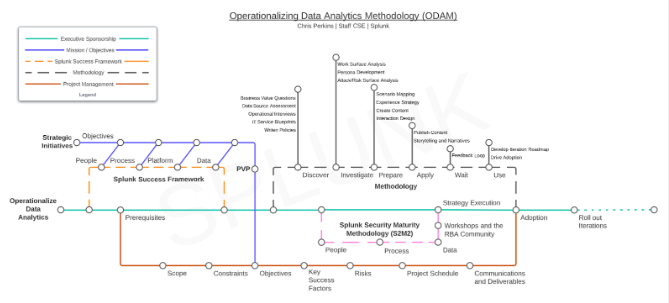 Operationalizing Data Analytics Methodology (ODAM)
Chris Perkins | Staff CSE | Splunk
Executive Sponsorship
Mission / Objectives
Splunk Success Framework
Methodology
Project Management
Legend
Work Surface Analysis
Persona Development
Attack/Risk Surface Analysis
Business Value Questions
Data Source Assessment
Operational Interviews
IT Service Blueprints
Writen Policies
Scenario Mapping
Experience Strategy
Create Content
Interaction Design
Publish Content
Storytelling and Narratives
Feedback Loop
Develop Iteration Roadmap
Drive Adoption
Strategic
Initiatives
Objectives
People
Process
Platform
Data
PVP
Splunk Success Framework
Discover
Investigate
Prepare
Apply
Wait
Use
Methodology
Operationalize
Data
Analytics
Prerequisites
Strategy Execution
Adoption
Roll out
Iterations
Splunk Security Maturity
Methodology (S2M2)
Workshops and the
RBA Community
People
Process
Data
Scope
Constraints
Objectives
Key
Success
Factors
Risks
Project Schedule
Communications
and Deliverables
SPLUNK